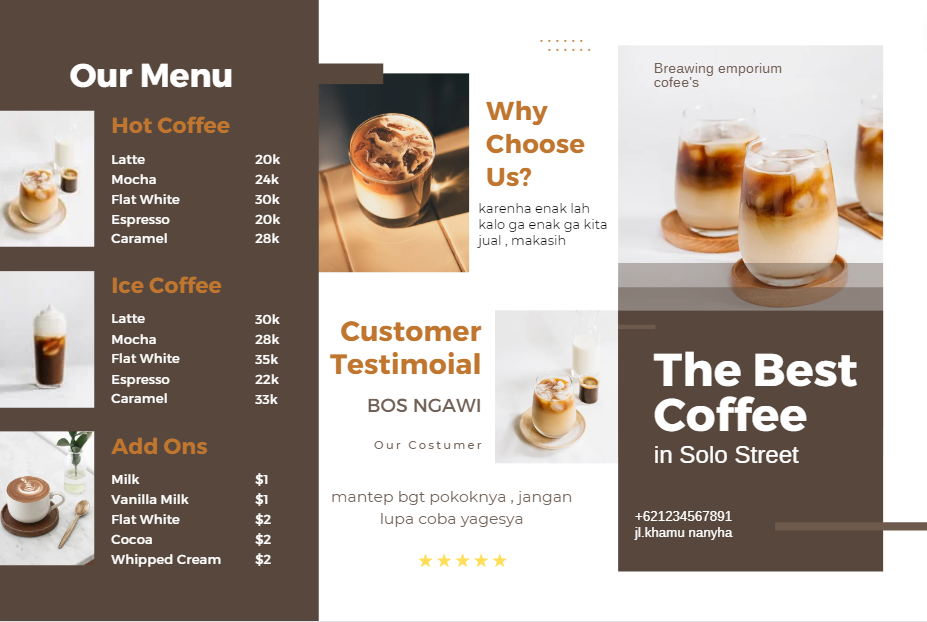 Our Menu
Hot Coffee
Latte 20k
Mocha 24k
Flat White 30k
Espresso 20k
Caramel 28k
Ice Coffee
Latte 30k
Mocha 28k
Flat White 35k
Espresso 22k
Caramel 33k
Add Ons
Milk $1
Vanilla Milk $1
Flat White $2
Cocoa $2
Whipped Cream $2
Why
Choose
Us?
karenha enak lah
kalo ga enak ga kita
jual , makasih
Customer
Testimoial
BOS NGAWI
Our Costumer
mantep bgt pokoknya , jangan
lupa coba yagesya
Breawing emporium
cofee's
The Best
Coffee
in Solo Street
+621234567891
jl.khamu nanyha